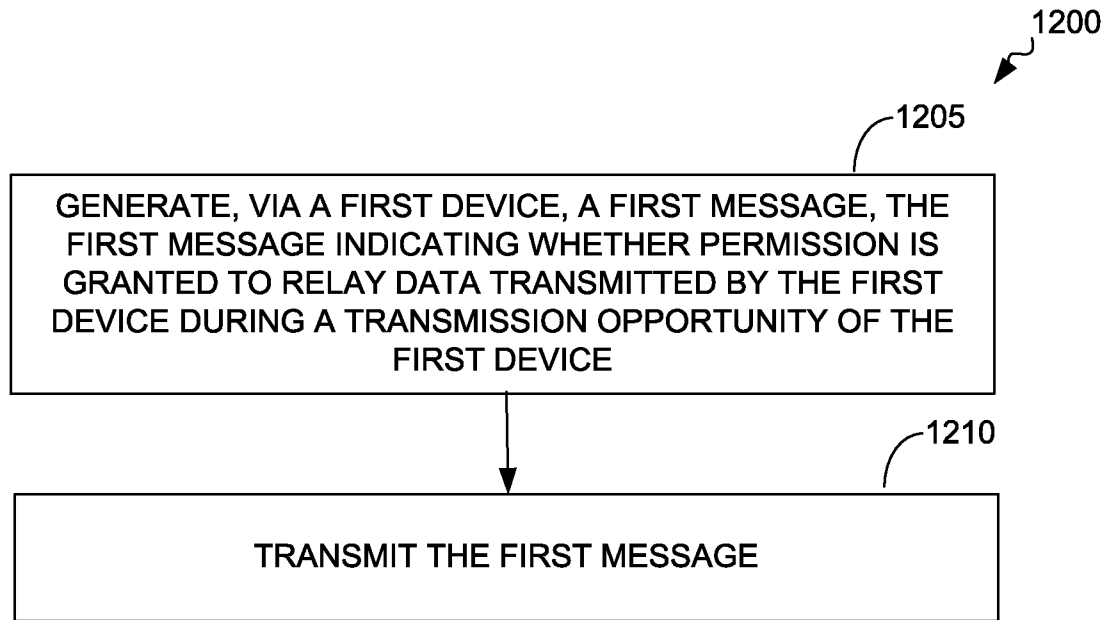 1200
1205
GENERATE, VIA A FIRST DEVICE, A FIRST MESSAGE, THE
FIRST MESSAGE INDICATING WHETHER PERMISSION IS
GRANTED TO RELAY DATA TRANSMITTED BY THE FIRST
DEVICE DURING A TRANSMISSION OPPORTUNITY OF THE
FIRST DEVICE
1210
TRANSMIT THE FIRST MESSAGE